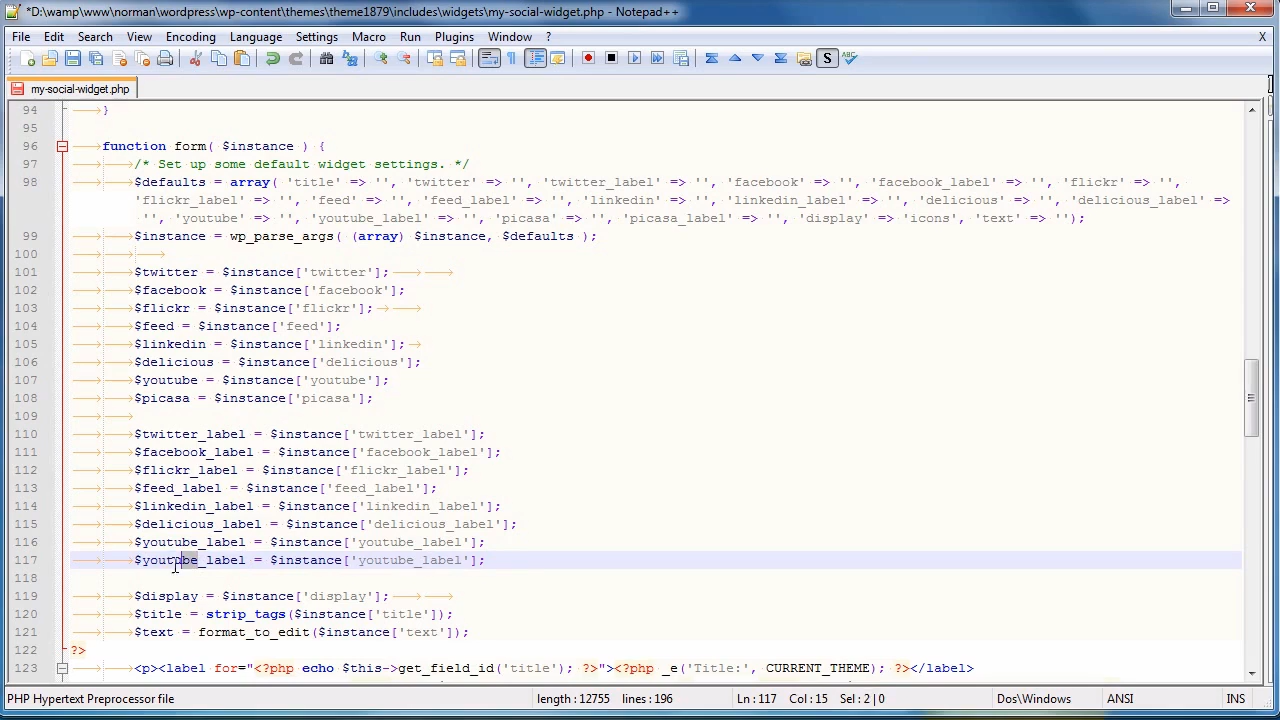 *D:\wamp\www\norman\wordpress\wp-content\themes\theme1879\includes\widgets\my-social-widget.php - Notepad++
File Edit Search View Encoding Language Settings Macro Run Plugins Window ? X
my-social-widget.php
94 }
95
96 function form( $instance ) {
97 /* Set up some default widget settings. */
98 $defaults = array( 'title' => '', 'twitter' => '', 'twitter_label' => '', 'facebook' => '', 'facebook_label' => '', 'flickr' => '',
'flickr_label' => '', 'feed' => '', 'feed_label' => '', 'linkedin' => '', 'linkedin_label' => '', 'delicious' => '', 'delicious_label' =>
'', 'youtube' => '', 'youtube_label' => '', 'picasa' => '', 'picasa_label' => '', 'display' => 'icons', 'text' => '');
99 $instance = wp_parse_args( (array) $instance, $defaults );
100
101 $twitter = $instance['twitter'];
102 $facebook = $instance['facebook'];
103 $flickr = $instance['flickr'];
104 $feed = $instance['feed'];
105 $linkedin = $instance['linkedin'];
106 $delicious = $instance['delicious'];
107 $youtube = $instance['youtube'];
108 $picasa = $instance['picasa'];
109
110 $twitter_label = $instance['twitter_label'];
111 $facebook_label = $instance['facebook_label'];
112 $flickr_label = $instance['flickr_label'];
113 $feed_label = $instance['feed_label'];
114 $linkedin_label = $instance['linkedin_label'];
115 $delicious_label = $instance['delicious_label'];
116 $youtube_label = $instance['youtube_label'];
117 $youtube_label = $instance['youtube_label'];
118
119 $display = $instance['display'];
120 $title = strip_tags($instance['title']);
121 $text = format_to_edit($instance['text']);
122 ?>
123 <p><label for="<?php echo $this->get_field_id('title'); ?>"><?php _e('Title:', CURRENT_THEME); ?></label>
PHP Hypertext Preprocessor file length : 12755 lines : 196 Ln : 117 Col : 15 Sel : 2 | 0 Dos\Windows ANSI INS